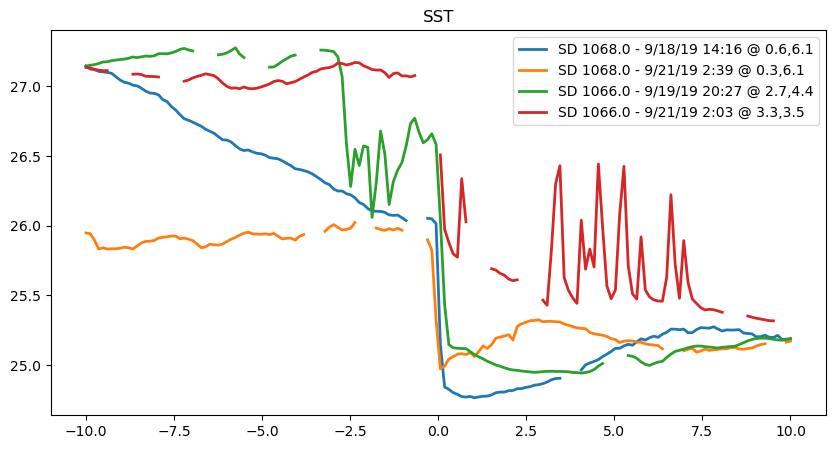 SST
SD 1068.0 - 9/18/19 14:16 @ 0.6,6.1
SD 1068.0 - 9/21/19 2:39 @ 0.3,6.1
SD 1066.0 - 9/19/19 20:27 @ 2.7,4.4
SD 1066.0 - 9/21/19 2:03 @ 3.3,3.5
27.0
26.5
26.0
25.5
25.0
−10.0 −7.5 −5.0 −2.5 0.0 2.5 5.0 7.5 10.0